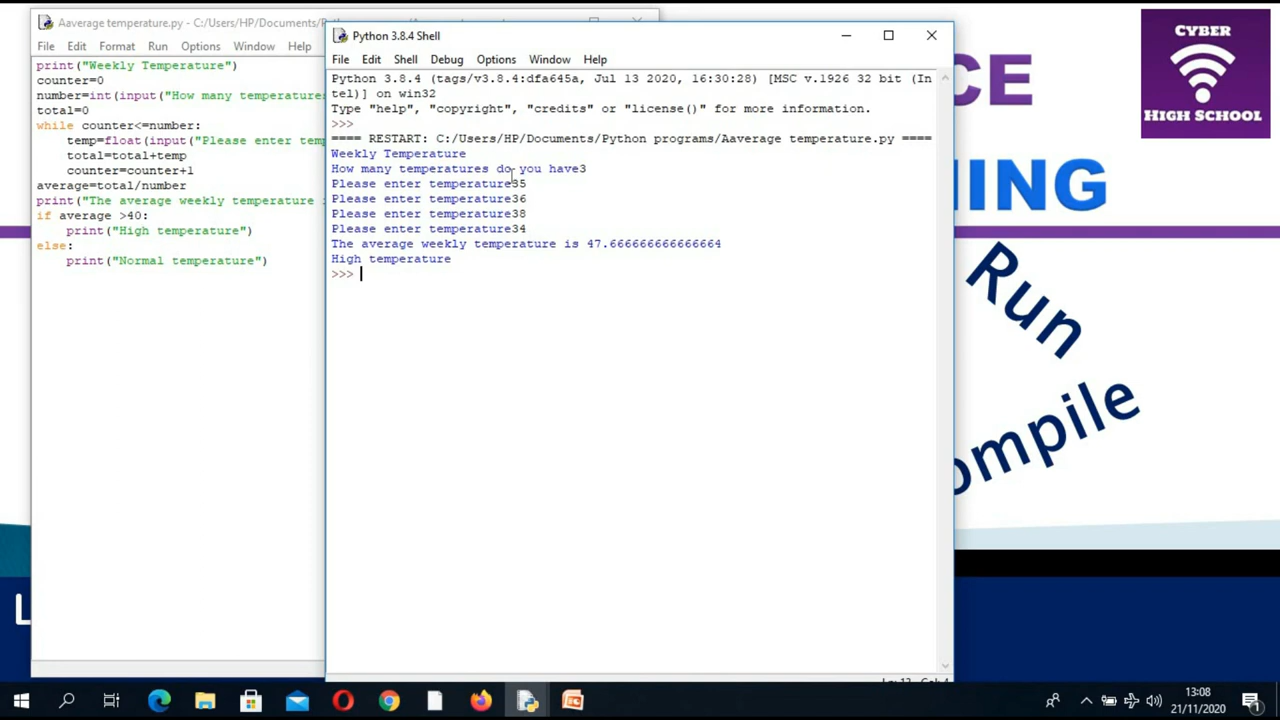 Aaverage temperature.py - C:/Users/HP/Documents/
File Edit Format Run Options Window Help
print("Weekly Temperature")
counter=0
number=int(input("How many temperatures
total=0
while counter<=number:
temp=float(input("Please enter temp
total=total+temp
counter=counter+1
average=total/number
print("The average weekly temperature
if average >40:
print("High temperature")
else:
print("Normal temperature")
Python 3.8.4 Shell
File Edit Shell Debug Options Window Help
Python 3.8.4 (tags/v3.8.4:dfa645a, Jul 13 2020, 16:30:28) [MSC v.1926 32 bit (In
tel)] on win32
Type "help", "copyright", "credits" or "license()" for more information.
>>>
==== RESTART: C:/Users/HP/Documents/Python programs/Aaverage temperature.py ====
Weekly Temperature
How many temperatures do you have3
Please enter temperature35
Please enter temperature36
Please enter temperature38
Please enter temperature34
The average weekly temperature is 47.666666666666664
High temperature
>>>
CE
NING
Run
ompile
CYBER
HIGH SCHOOL
13:08
21/11/2020